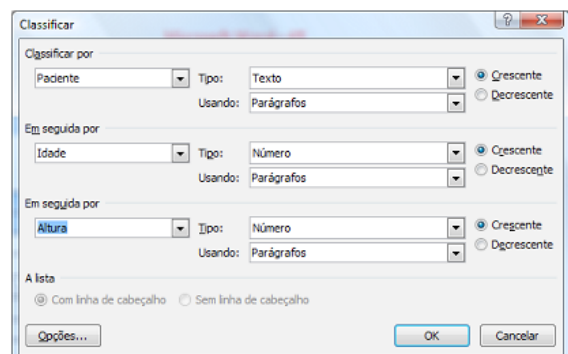 Classificar
Classificar por
Paciente Tipo: Texto Crescente
Usando: Parágrafos Decrescente
Em seguida por
Idade Tipo: Número Crescente
Usando: Parágrafos Decrescente
Em seguida por
Altura Tipo: Número Crescente
Usando: Parágrafos Decrescente
A lista
Com linha de cabeçalho Sem linha de cabeçalho
Opções... OK Cancelar